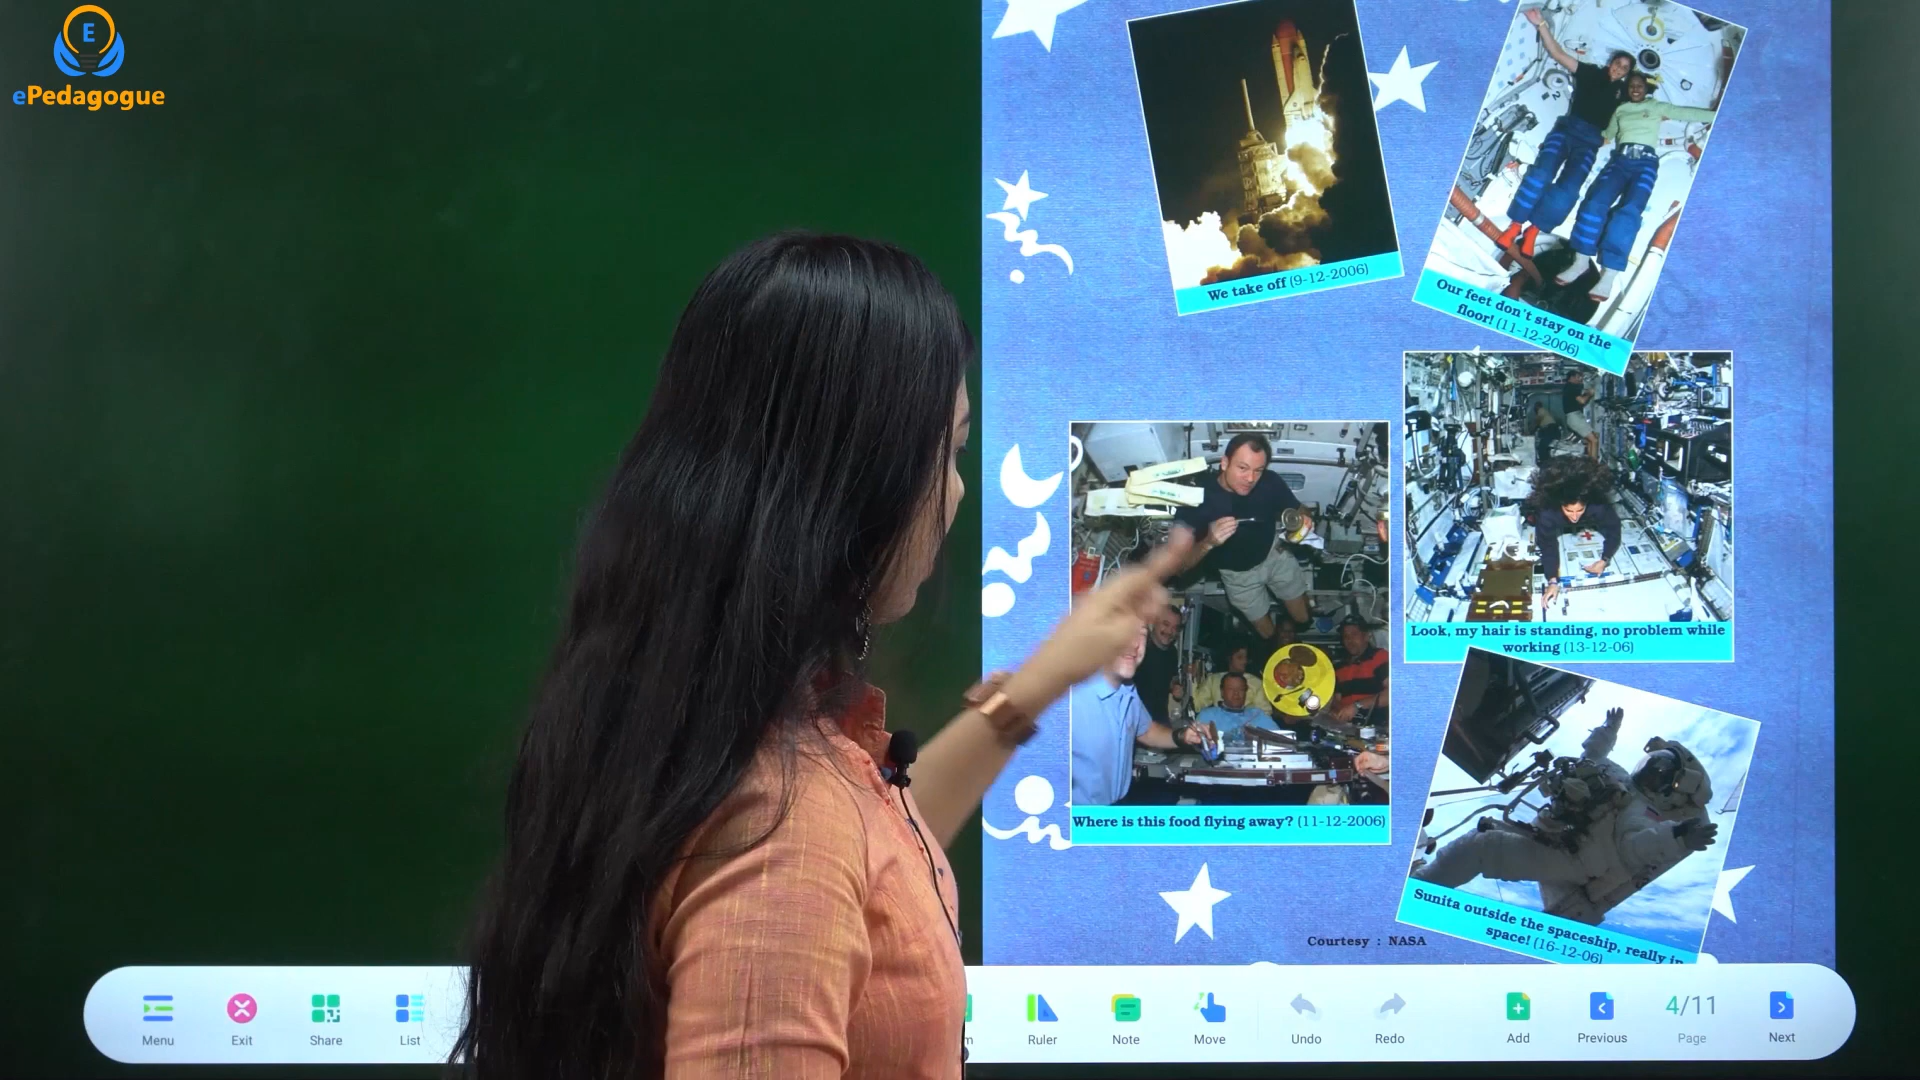 E
ePedagogue
We take off (9-12-2006)
Our feet don't stay on the
floor! (11-12-2006)
Look, my hair is standing, no problem while
working (13-12-06)
Where is this food flying away? (11-12-2006)
Sunita outside the spaceship, really in
space! (16-12-06)
Courtesy : NASA
Menu
Exit
Share
List
Ruler
Note
Move
Undo
Redo
Add
Previous
4/11
Page
Next